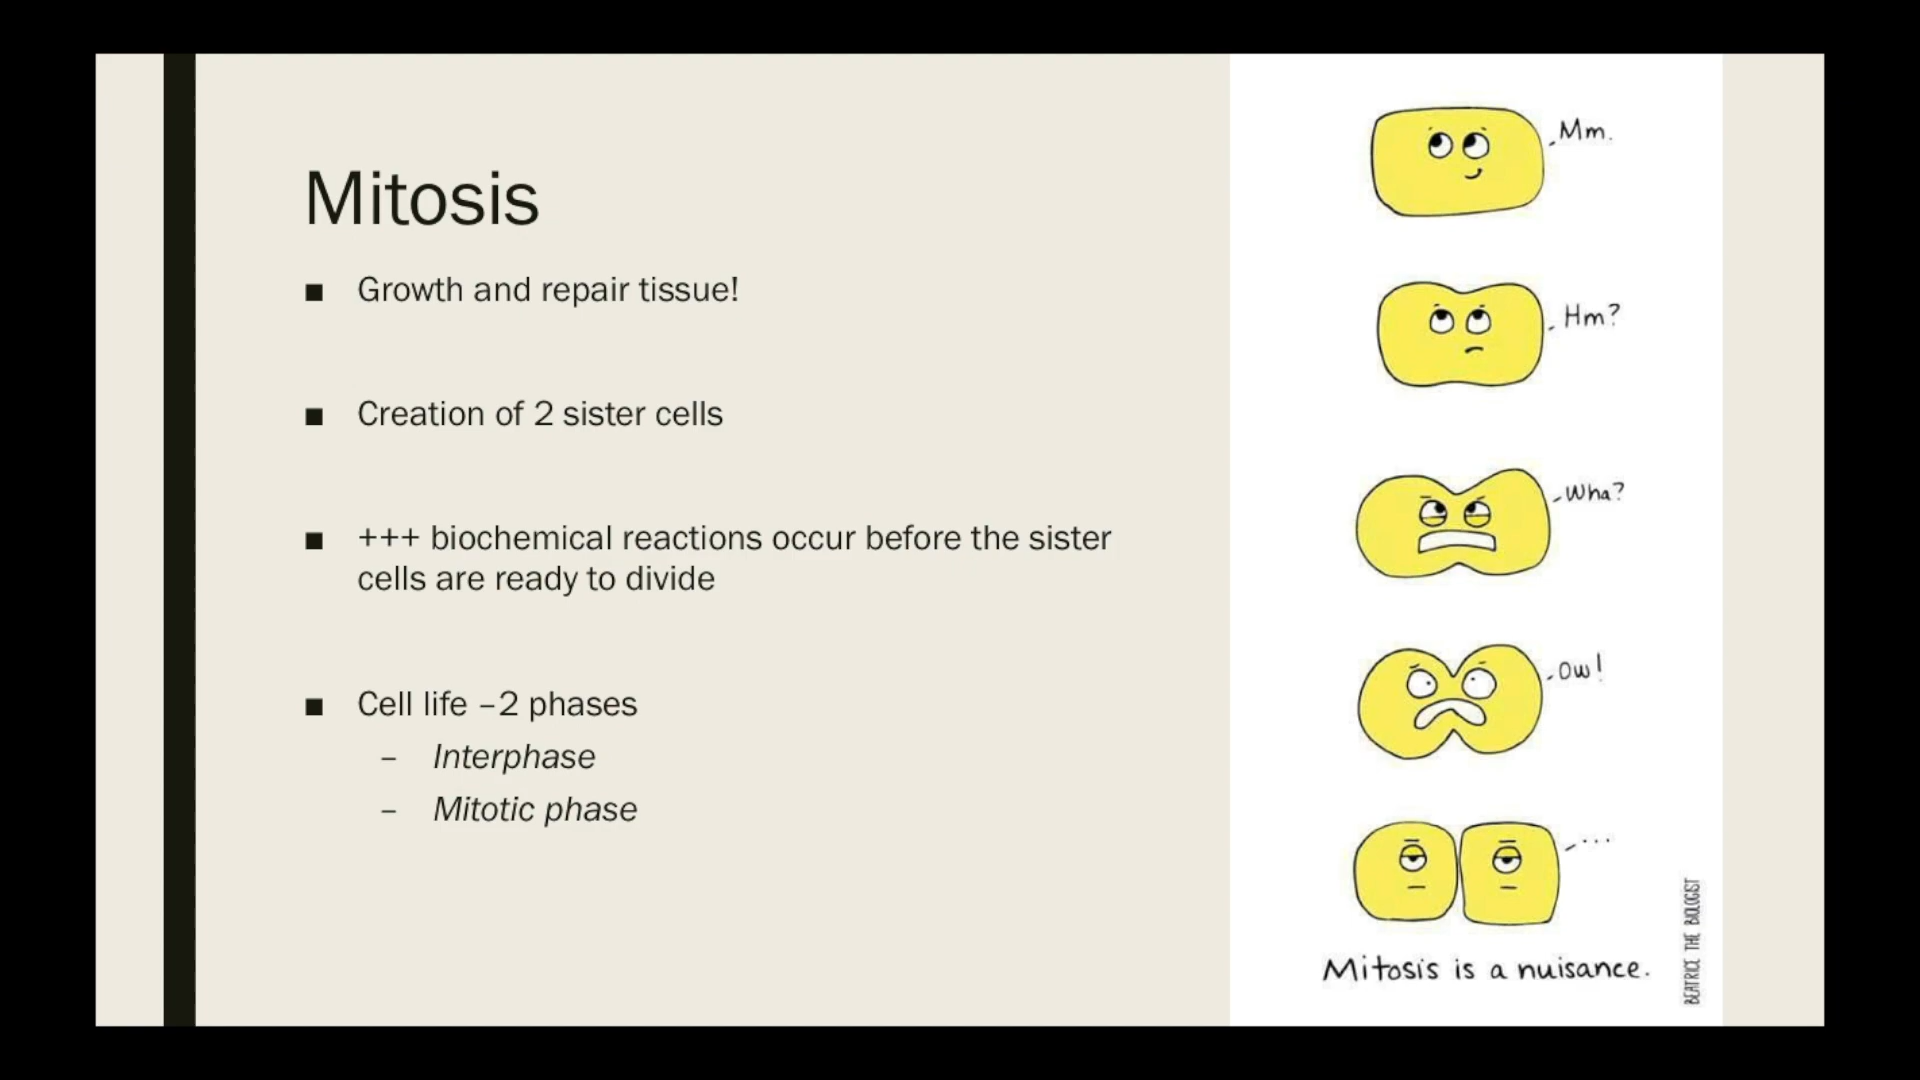 Mitosis
■ Growth and repair tissue!
■ Creation of 2 sister cells
■ +++ biochemical reactions occur before the sister
cells are ready to divide
■ Cell life –2 phases
– Interphase
– Mitotic phase
Mm.
Hm?
Wha?
Ow!
...
Mitosis is a nuisance.
BEATRICE THE BIOLOGIST